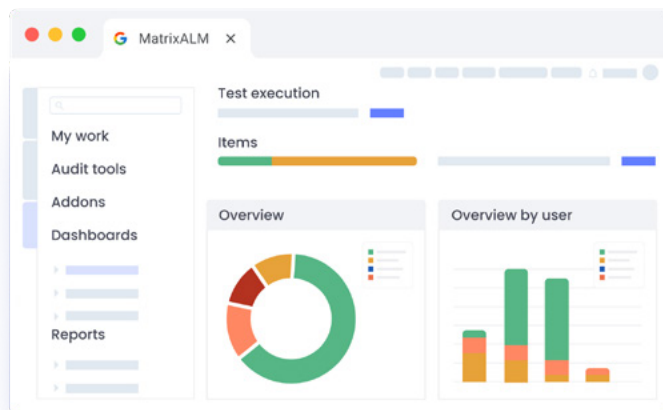 MatrixALM
Test execution
My work
Items
Audit tools
Addons
Dashboards
Overview
Overview by user
Reports